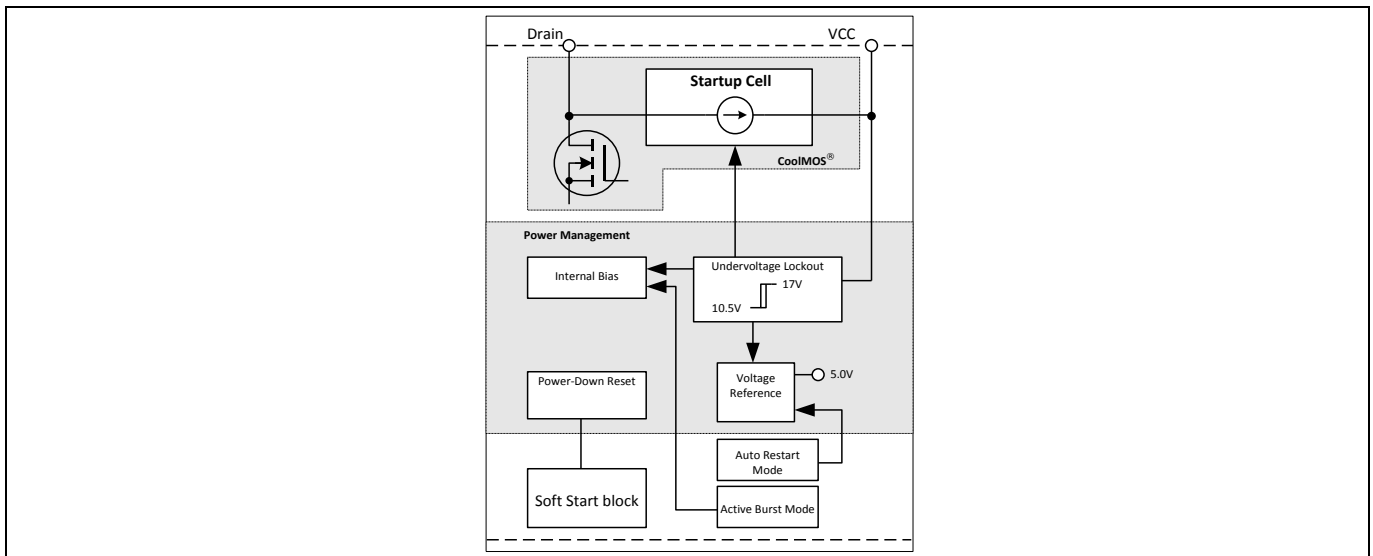 Drain
VCC
Startup Cell
CoolMOS®
Power Management
Internal Bias
Undervoltage Lockout
17V
10.5V
Power-Down Reset
Voltage
Reference
5.0V
Auto Restart
Mode
Soft Start block
Active Burst Mode